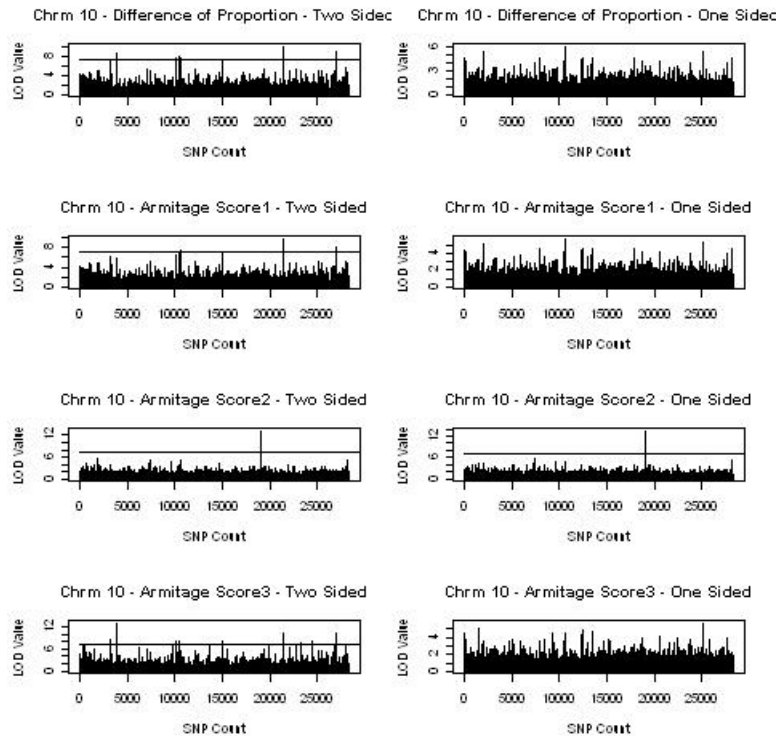 Chrm 10 - Difference of Proportion - Two Sided
LOD Value
0 4 8
0 5000 10000 15000 20000 25000
SNP Count
Chrm 10 - Difference of Proportion - One Sided
LOD Value
0 3 6
0 5000 10000 15000 20000 25000
SNP Count
Chrm 10 - Armitage Score1 - Two Sided
LOD Value
0 4 8
0 5000 10000 15000 20000 25000
SNP Count
Chrm 10 - Armitage Score1 - One Sided
LOD Value
0 2 4
0 5000 10000 15000 20000 25000
SNP Count
Chrm 10 - Armitage Score2 - Two Sided
LOD Value
0 6 12
0 5000 10000 15000 20000 25000
SNP Count
Chrm 10 - Armitage Score2 - One Sided
LOD Value
0 6 12
0 5000 10000 15000 20000 25000
SNP Count
Chrm 10 - Armitage Score3 - Two Sided
LOD Value
0 6 12
0 5000 10000 15000 20000 25000
SNP Count
Chrm 10 - Armitage Score3 - One Sided
LOD Value
0 2 4
0 5000 10000 15000 20000 25000
SNP Count